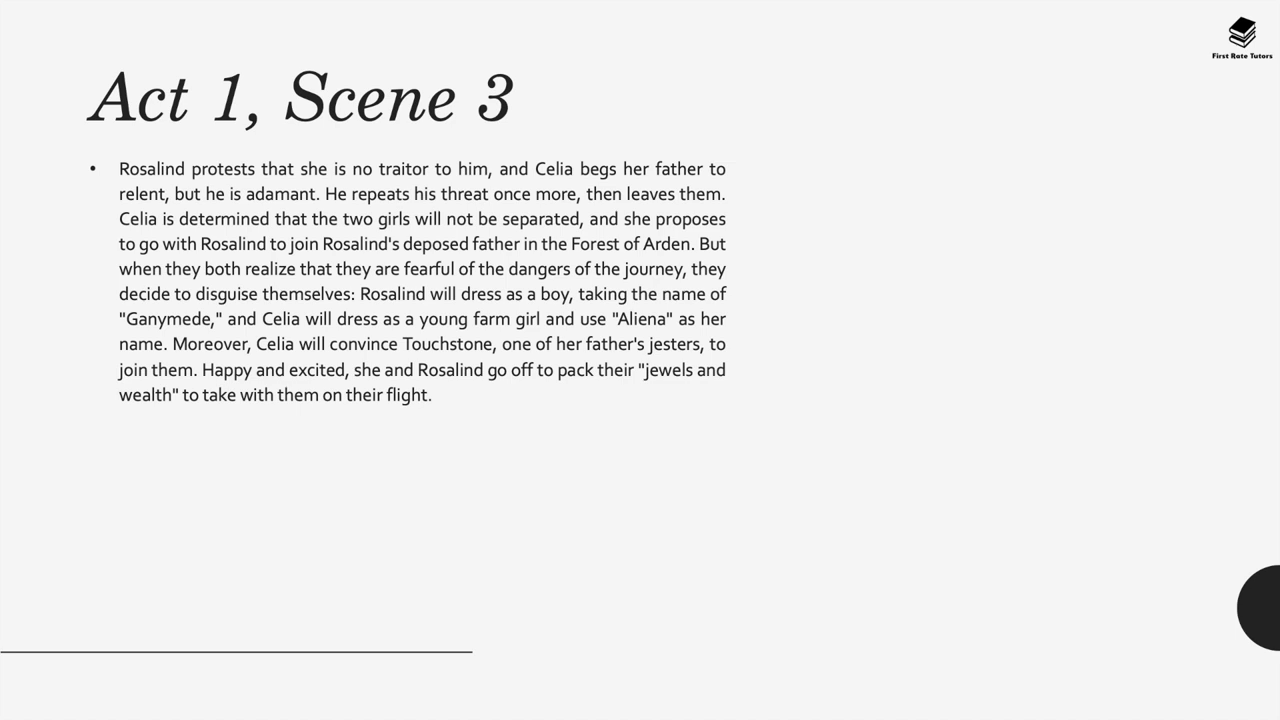 First Rate Tutors
Act 1, Scene 3
• Rosalind protests that she is no traitor to him, and Celia begs her father to
relent, but he is adamant. He repeats his threat once more, then leaves them.
Celia is determined that the two girls will not be separated, and she proposes
to go with Rosalind to join Rosalind's deposed father in the Forest of Arden. But
when they both realize that they are fearful of the dangers of the journey, they
decide to disguise themselves: Rosalind will dress as a boy, taking the name of
"Ganymede," and Celia will dress as a young farm girl and use "Aliena" as her
name. Moreover, Celia will convince Touchstone, one of her father's jesters, to
join them. Happy and excited, she and Rosalind go off to pack their "jewels and
wealth" to take with them on their flight.